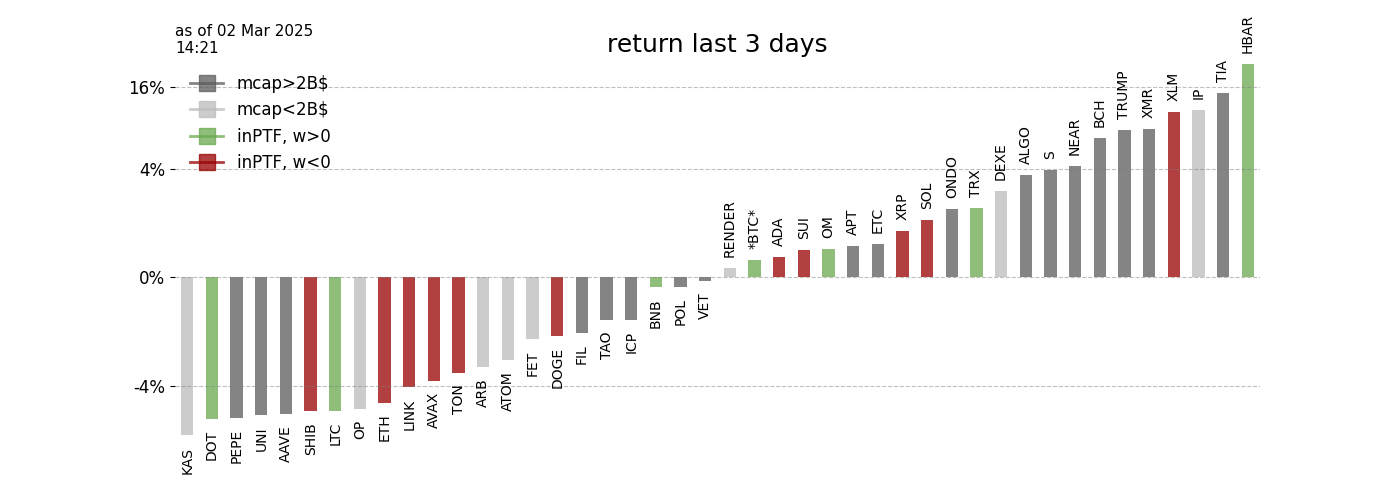 as of 02 Mar 2025
14:21
return last 3 days
mcap>2B$
mcap<2B$
inPTF, w>0
inPTF, w<0
16%
4%
0%
-4%
KAS
DOT
PEPE
UNI
AAVE
SHIB
LTC
OP
ETH
LINK
AVAX
TON
ARB
ATOM
FET
DOGE
FIL
TAO
ICP
BNB
POL
VET
RENDER
*BTC*
ADA
SUI
OM
APT
ETC
XRP
SOL
ONDO
TRX
DEXE
ALGO
S
NEAR
BCH
TRUMP
XMR
XLM
IP
TIA
HBAR